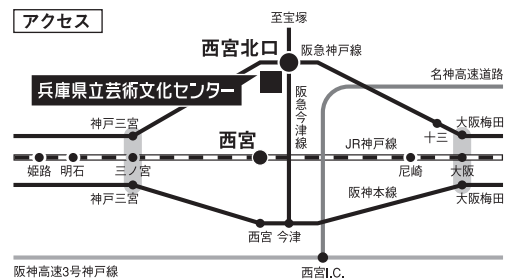 アクセス
至宝塚
西宮北口
阪急神戸線
名神高速道路
兵庫県立芸術文化センター
阪急今津線
神戸三宮
大阪梅田
十三
西宮
JR神戸線
姫路
明石
三ノ宮
尼崎
大阪
阪神本線
神戸三宮
大阪梅田
西宮
今津
阪神高速3号神戸線
西宮I.C.